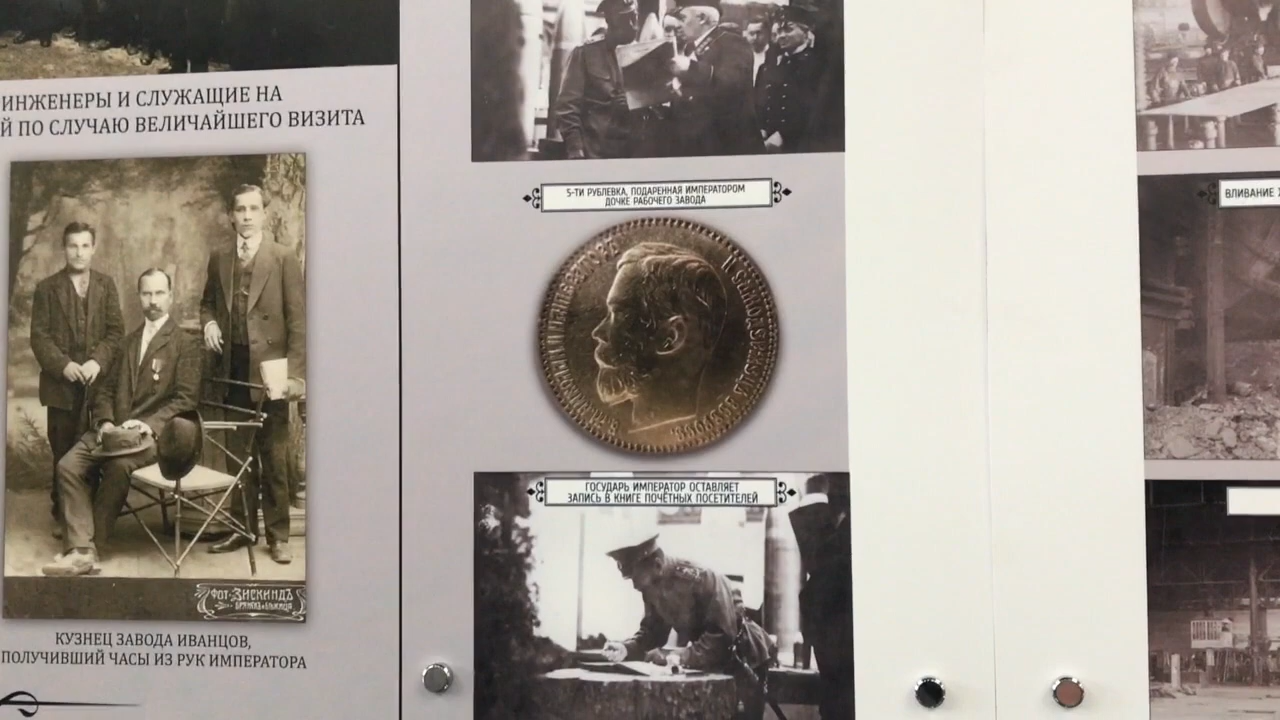 ИНЖЕНЕРЫ И СЛУЖАЩИЕ НА
Й ПО СЛУЧАЮ ВЕЛИЧАЙШЕГО ВИЗИТА
ФОТ. ЗИСКИНДЪ
КУЗНЕЦ ЗАВОДА ИВАНЦОВ,
ПОЛУЧИВШИЙ ЧАСЫ ИЗ РУК ИМПЕРАТОРА
5-ТИ РУБЛЕВКА, ПОДАРЕННАЯ ИМПЕРАТОРОМ
ДОЧКЕ РАБОЧЕГО ЗАВОДА
ГОСУДАРЬ ИМПЕРАТОР ОСТАВЛЯЕТ
ЗАПИСЬ В КНИГЕ ПОЧЁТНЫХ ПОСЕТИТЕЛЕЙ
ВЛИВАНИЕ